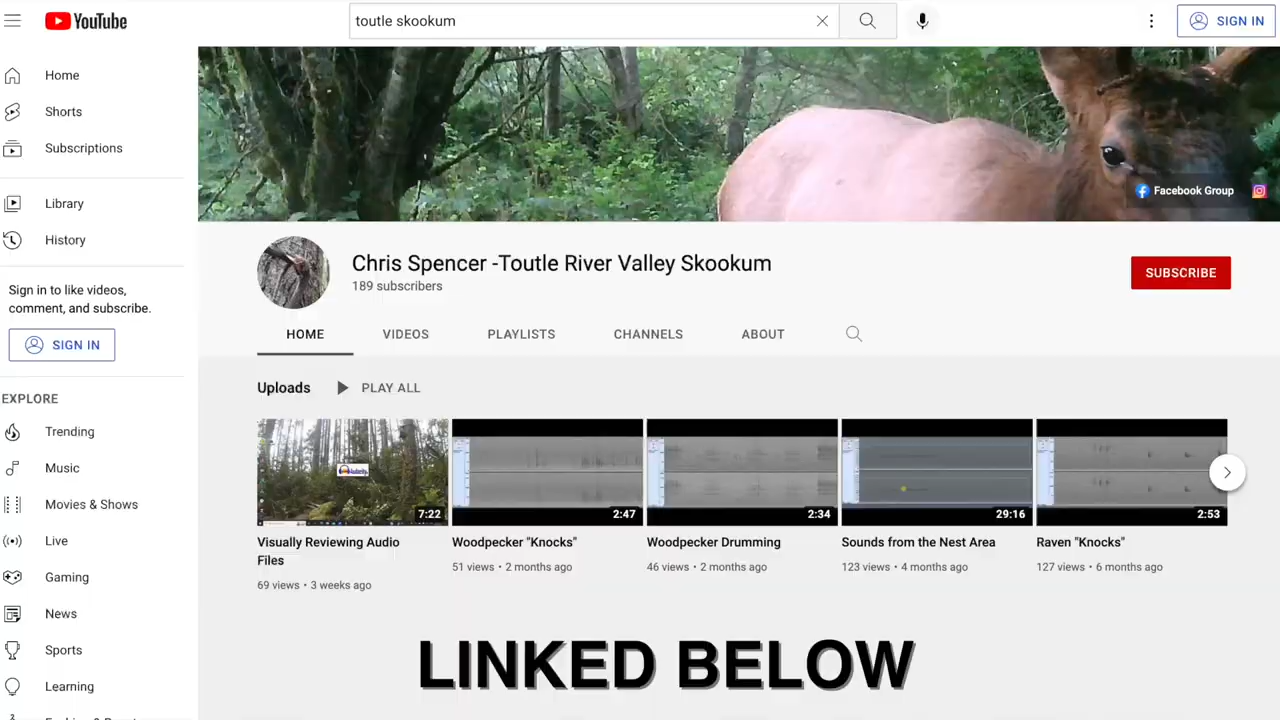 YouTube
toutle skookum
SIGN IN
Home
Shorts
Subscriptions
Library
History
Sign in to like videos,
comment, and subscribe.
SIGN IN
EXPLORE
Trending
Music
Movies & Shows
Live
Gaming
News
Sports
Learning
Facebook Group
Chris Spencer -Toutle River Valley Skookum
189 subscribers
SUBSCRIBE
HOME VIDEOS PLAYLISTS CHANNELS ABOUT
Uploads PLAY ALL
7:22
Visually Reviewing Audio
Files
69 views • 3 weeks ago
2:47
Woodpecker "Knocks"
51 views • 2 months ago
2:34
Woodpecker Drumming
46 views • 2 months ago
29:16
Sounds from the Nest Area
123 views • 4 months ago
2:53
Raven "Knocks"
127 views • 6 months ago
LINKED BELOW